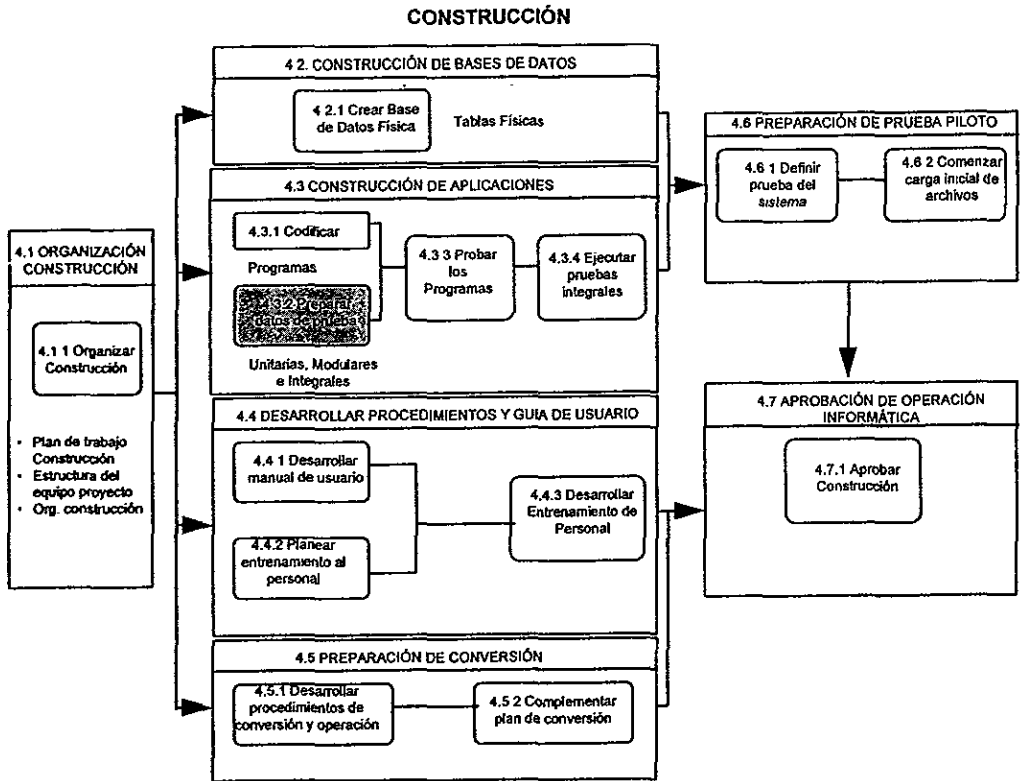 CONSTRUCCIÓN
4.1 ORGANIZACIÓN
CONSTRUCCIÓN
4.1 1 Organizar
Construcción
• Plan de trabajo
Construcción
• Estructura del
equipo proyecto
• Org. construcción
4 2. CONSTRUCCIÓN DE BASES DE DATOS
4 2.1 Crear Base
de Datos Física
Tablas Físicas
4.3 CONSTRUCCIÓN DE APLICACIONES
4.3.1 Codificar
Programas
4.3.2 Preparar
datos de prueba
Unitarias, Modulares
e Integrales
4.3 3 Probar
los
Programas
4.3.4 Ejecutar
pruebas
integrales
4.4 DESARROLLAR PROCEDIMIENTOS Y GUIA DE USUARIO
4.4 1 Desarrollar
manual de usuario
4.4.2 Planear
entrenamiento al
personal
4.4.3 Desarrollar
Entrenamiento de
Personal
4.5 PREPARACIÓN DE CONVERSIÓN
4.5.1 Desarrollar
procedimientos de
conversión y operación
4.5 2 Complementar
plan de conversión
4.6 PREPARACIÓN DE PRUEBA PILOTO
4.6 1 Definir
prueba del
sistema
4.6 2 Comenzar
carga inicial de
archivos
4.7 APROBACIÓN DE OPERACIÓN
INFORMÁTICA
4.7.1 Aprobar
Construcción